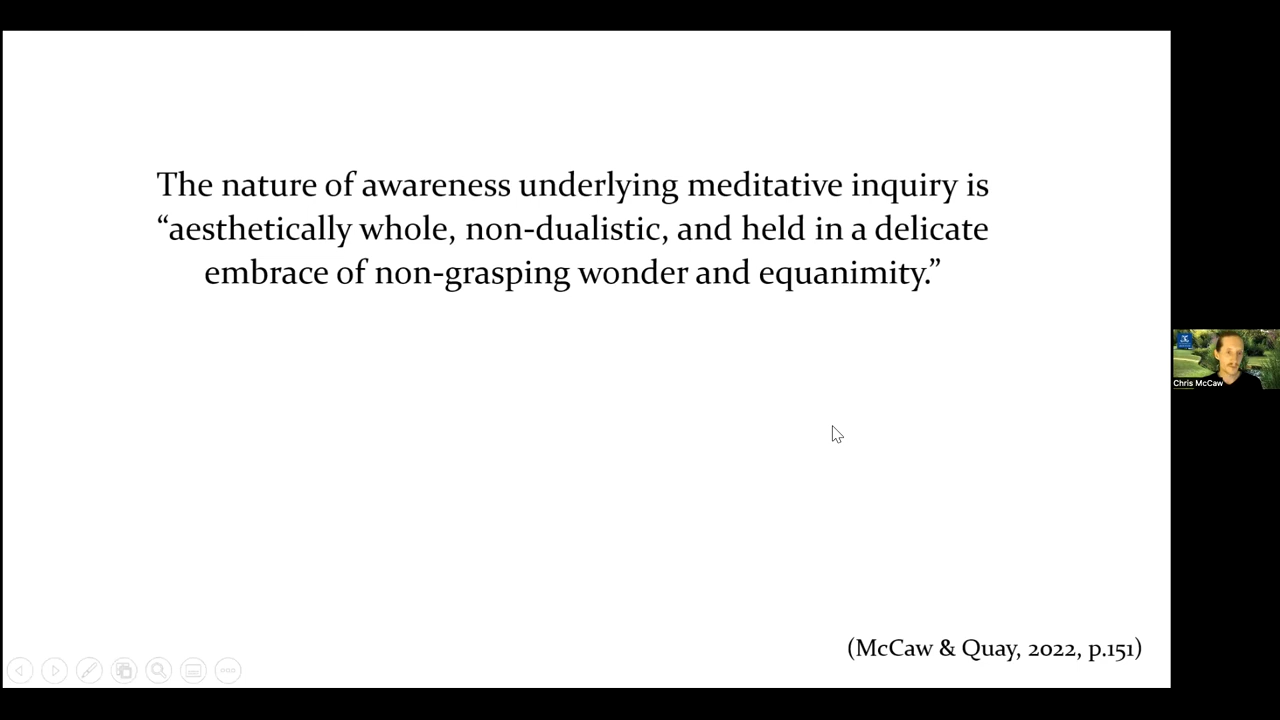 The nature of awareness underlying meditative inquiry is
“aesthetically whole, non-dualistic, and held in a delicate
embrace of non-grasping wonder and equanimity.”
Chris McCaw
(McCaw & Quay, 2022, p.151)